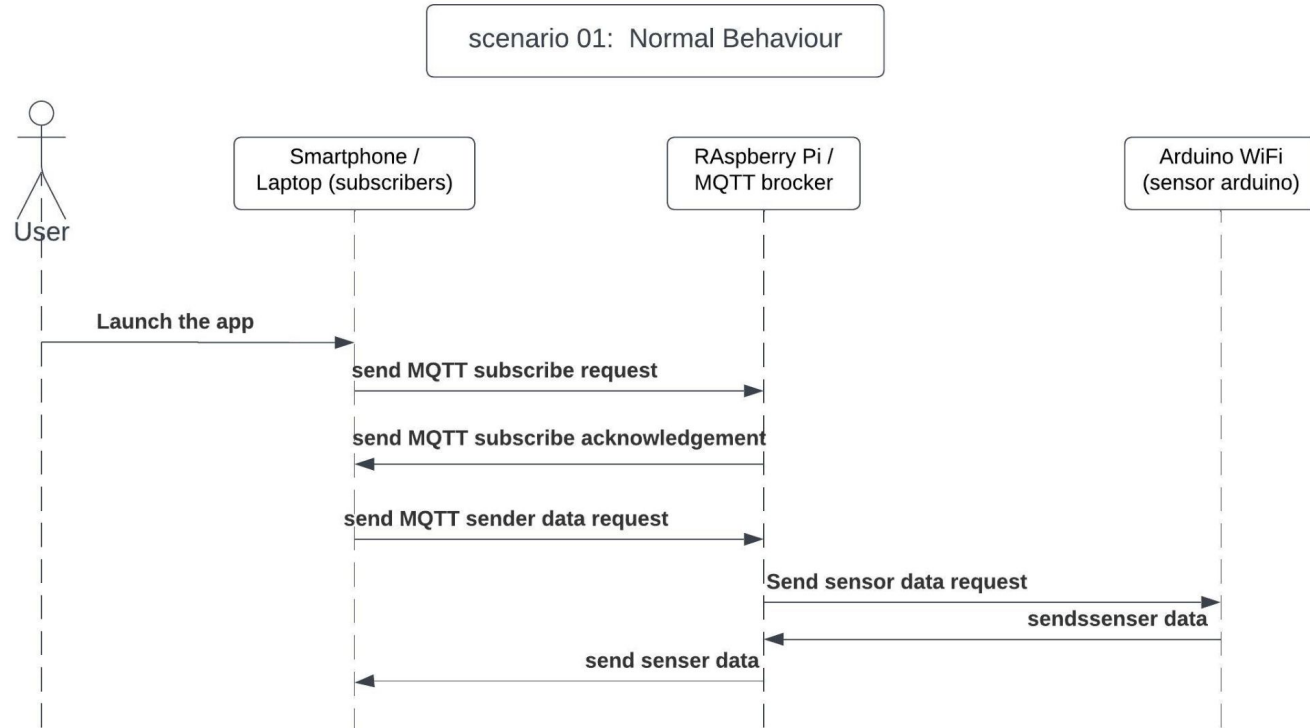 scenario 01: Normal Behaviour
Smartphone /
Laptop (subscribers)
RAspberry Pi /
MQTT brocker
Arduino WiFi
(sensor arduino)
User
Launch the app
send MQTT subscribe request
send MQTT subscribe acknowledgement
send MQTT sender data request
Send sensor data request
sendssenser data
send senser data